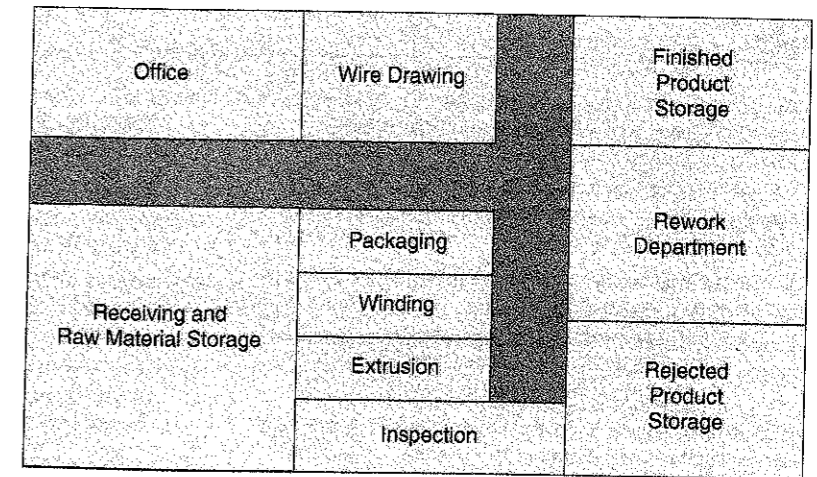 Office
Wire Drawing
Finished
Product
Storage
Packaging
Rework
Department
Winding
Receiving and
Raw Material Storage
Extrusion
Rejected
Product
Storage
Inspection